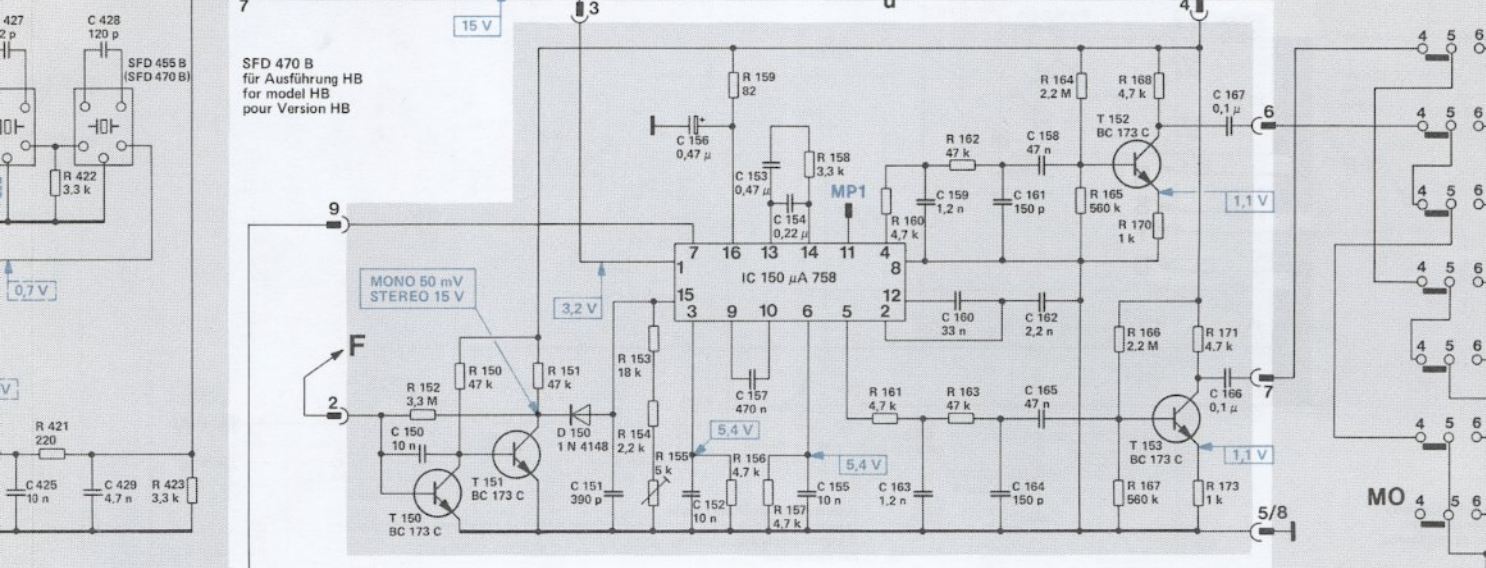 427
2 p
C 428
120 p
SFD 455 B
(SFD 470 B)
R 422
3,3 k
0,7 V
V
R 421
220
C 425
10 n
C 429
4,7 n
R 423
3,3 k
7
15 V
3
4
SFD 470 B
für Ausführung HB
for model HB
pour Version HB
9
F
2
MONO 50 mV
STEREO 15 V
3,2 V
R 159
82
C 156
0,47 µ
+
C 153
0,47 µ
R 158
3,3 k
C 154
0,22 µ
MP1
R 160
4,7 k
C 159
1,2 n
R 162
47 k
C 161
150 p
C 158
47 n
R 164
2,2 M
R 168
4,7 k
T 152
BC 173 C
C 167
0,1 µ
6
R 165
560 k
R 170
1 k
1,1 V
7 16 13 14 11 4
1
8
IC 150 µA 758
15
12
3 9 10 6 5 2
C 160
33 n
C 162
2,2 n
R 166
2,2 M
R 171
4,7 k
R 152
3,3 M
C 150
10 n
R 150
47 k
R 151
47 k
D 150
1 N 4148
T 151
BC 173 C
T 150
BC 173 C
R 153
18 k
R 154
2,2 k
C 151
390 p
R 155
5 k
C 157
470 n
5,4 V
C 152
10 n
R 156
4,7 k
R 157
4,7 k
C 155
10 n
5,4 V
R 161
4,7 k
R 163
47 k
C 165
47 n
C 163
1,2 n
C 164
150 p
T 153
BC 173 C
R 167
560 k
R 173
1 k
C 166
0,1 µ
7
1,1 V
5/8
4 5 6
4 5 6
4 5 6
4 5 6
4 5 6
4 5 6
MO
4 5 6